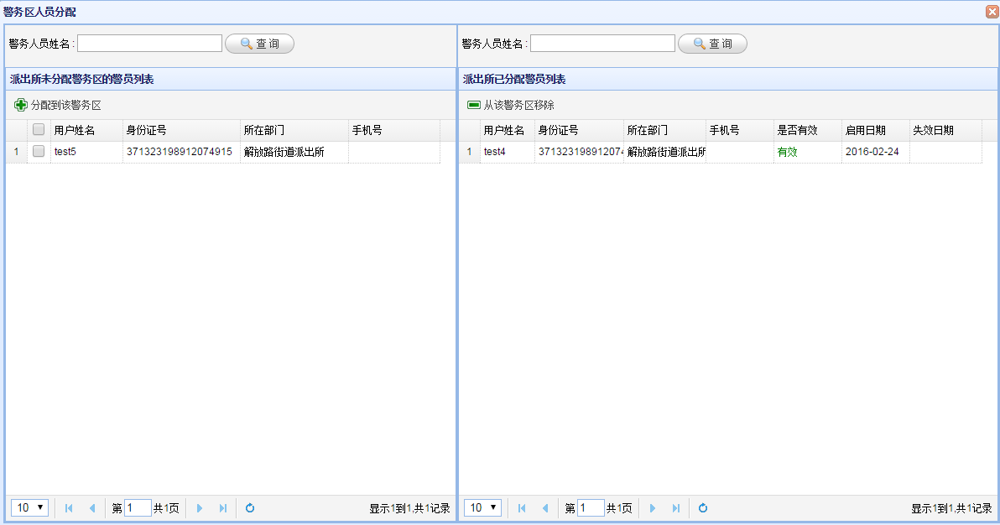 警务区人员分配
警务人员姓名: 查 询
派出所未分配警务区的警员列表
分配到该警务区
用户姓名 身份证号 所在部门 手机号
1 test5 371323198912074915 解放路街道派出所
10 第 1 共1页 显示1到1,共1记录
警务人员姓名: 查 询
派出所已分配警员列表
从该警务区移除
用户姓名 身份证号 所在部门 手机号 是否有效 启用日期 失效日期
1 test4 37132319891207 解放路街道派出所 有效 2016-02-24
10 第 1 共1页 显示1到1,共1记录